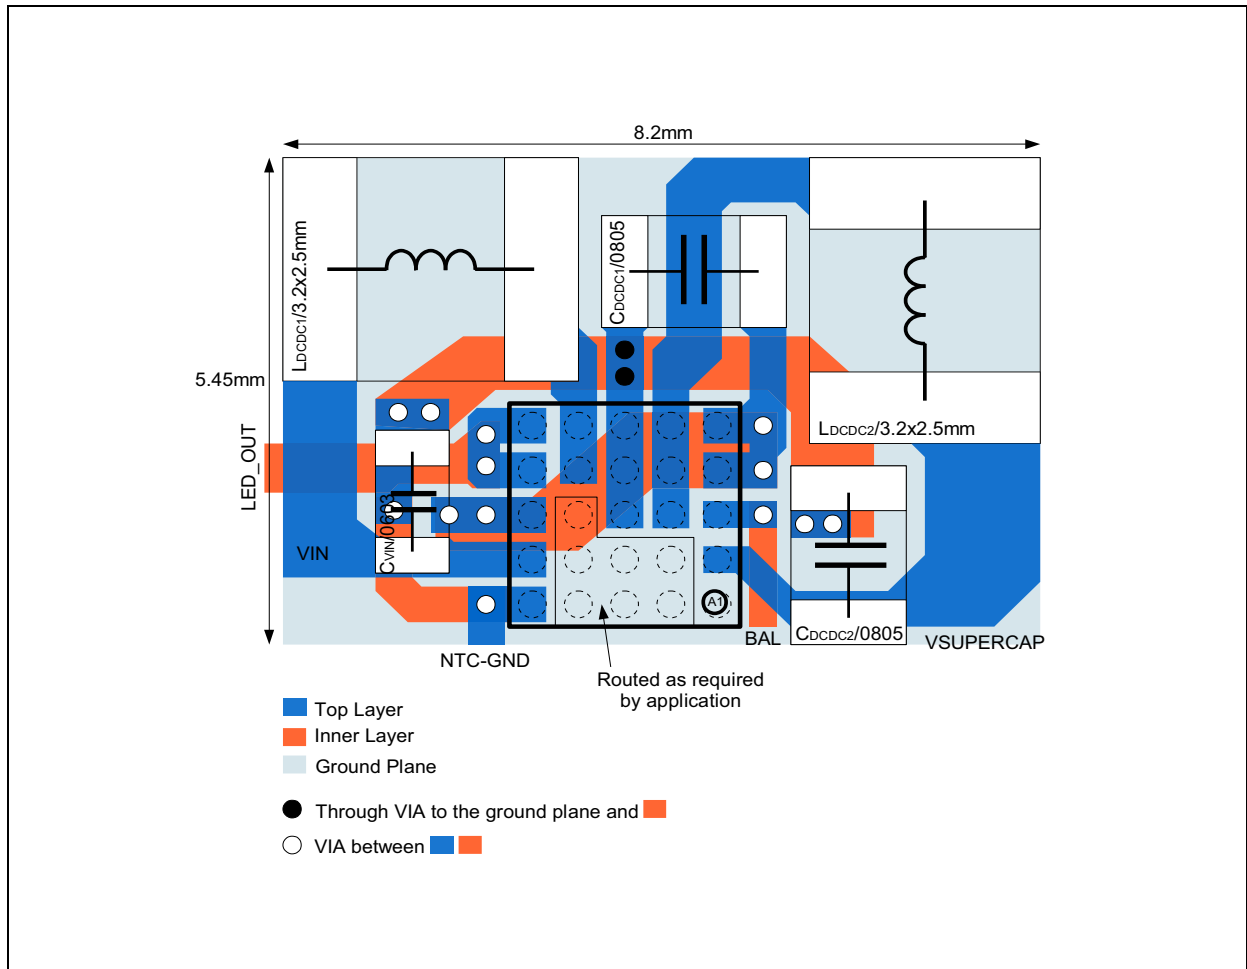 8.2mm
LDCDC1/3.2x2.5mm
CDCDC1/0805
5.45mm
LDCDC2/3.2x2.5mm
LED_OUT
CVIN/0603
VIN
A1
BAL
CDCDC2/0805
VSUPERCAP
NTC-GND
Routed as required
by application
Top Layer
Inner Layer
Ground Plane
Through VIA to the ground plane and
VIA between